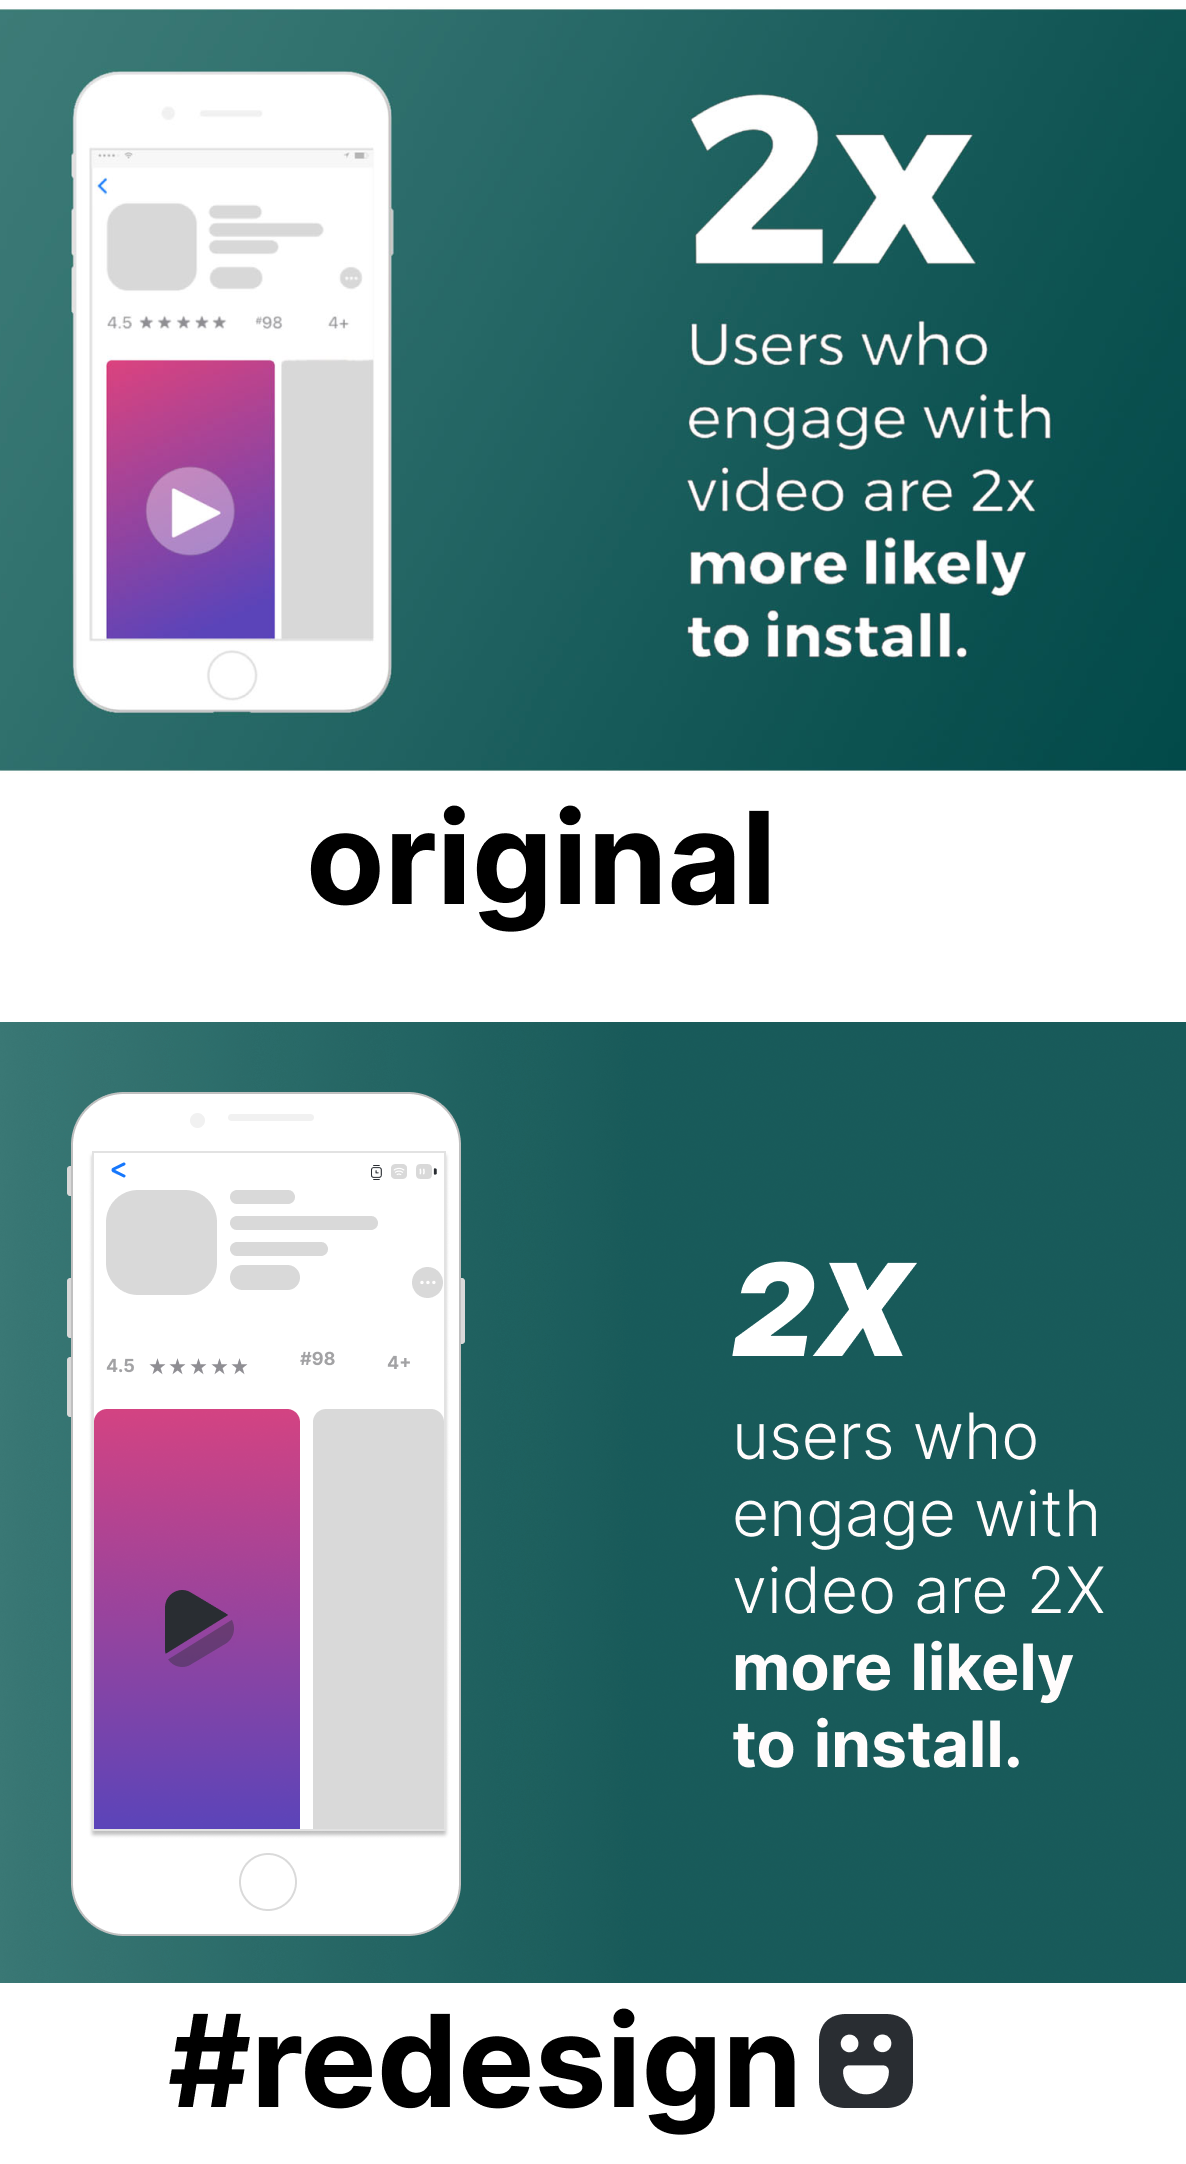 2x
4.5 ★★★★★ #98 4+
Users who
engage with
video are 2x
more likely
to install.
original
<
2X
4.5 ★★★★★ #98 4+
users who
engage with
video are 2X
more likely
to install.
#redesign